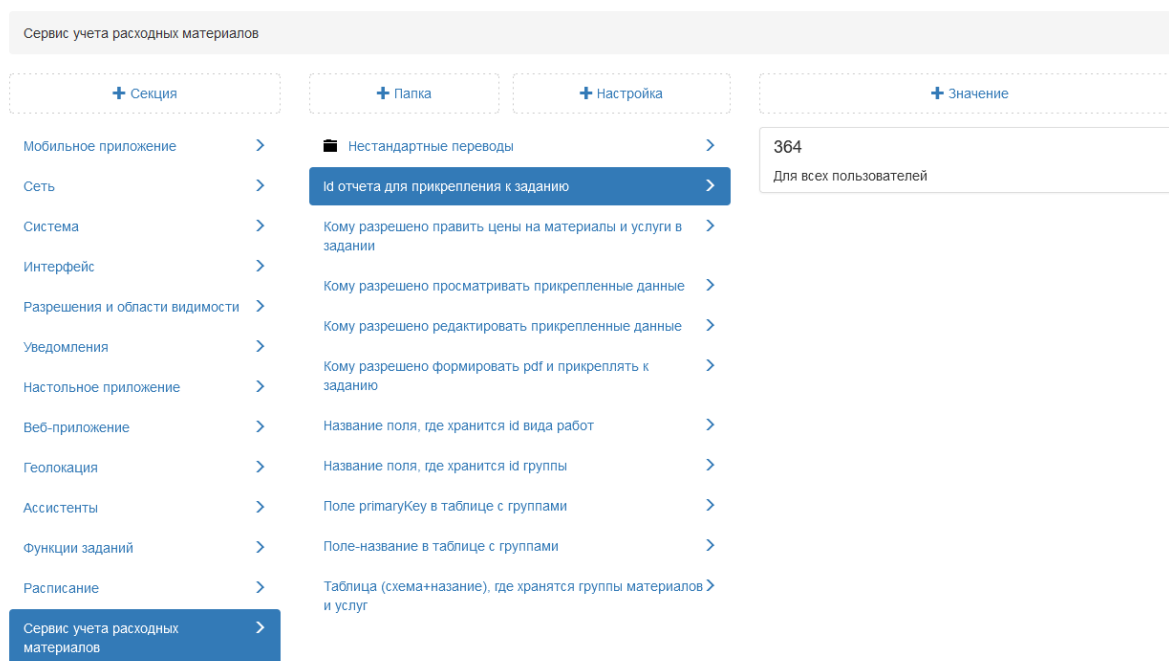 Сервис учета расходных материалов
+ Секция
+ Папка
+ Настройка
+ Значение
Мобильное приложение
Сеть
Система
Интерфейс
Разрешения и области видимости
Уведомления
Настольное приложение
Веб-приложение
Геолокация
Ассистенты
Функции заданий
Расписание
Сервис учета расходных
материалов
Нестандартные переводы
Id отчета для прикрепления к заданию
Кому разрешено править цены на материалы и услуги в
задании
Кому разрешено просматривать прикрепленные данные
Кому разрешено редактировать прикрепленные данные
Кому разрешено формировать pdf и прикреплять к
заданию
Название поля, где хранится id вида работ
Название поля, где хранится id группы
Поле primaryKey в таблице с группами
Поле-название в таблице с группами
Таблица (схема+назание), где хранятся группы материалов
и услуг
364
Для всех пользователей